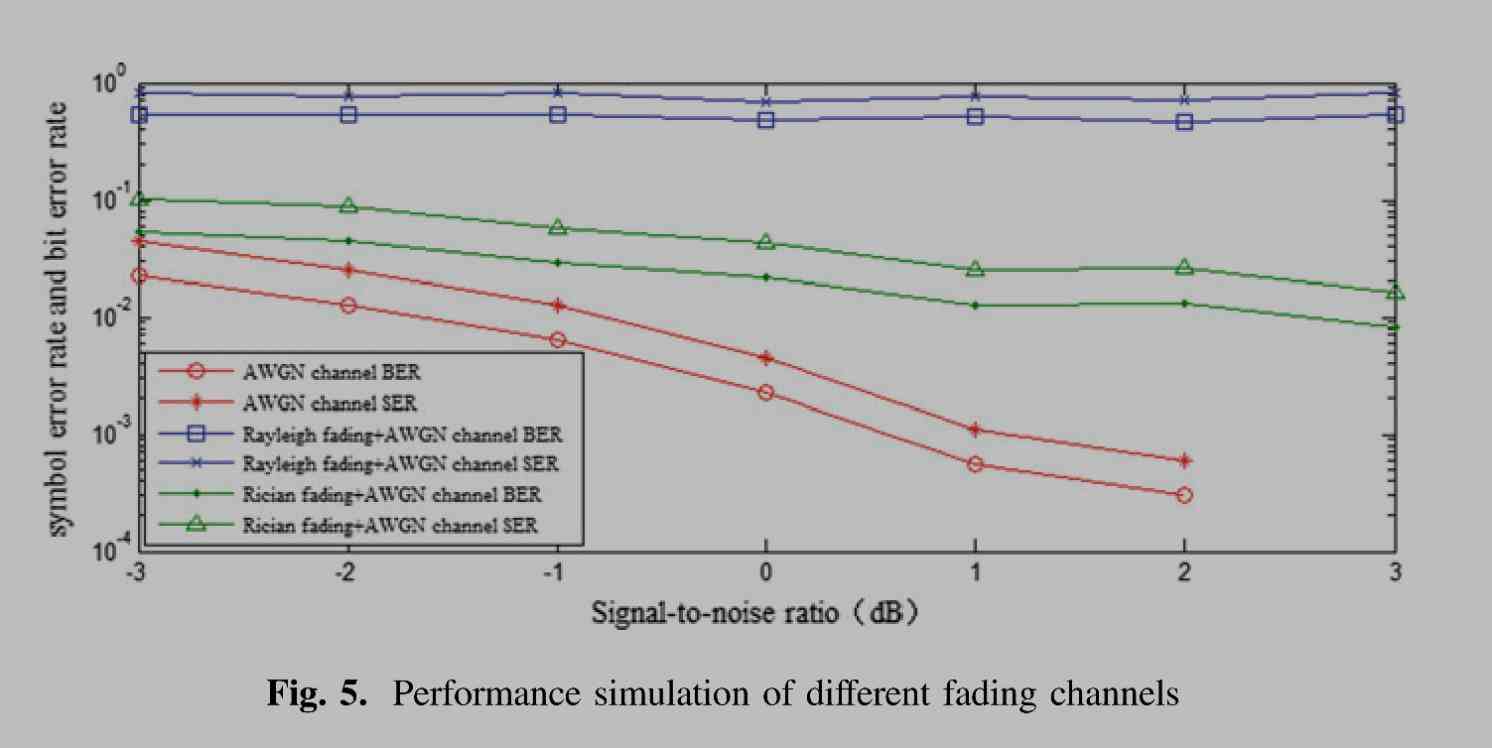 10^0
10^-1
10^-2
10^-3
10^-4
symbol error rate and bit error rate
AWGN channel BER
AWGN channel SER
Rayleigh fading+AWGN channel BER
Rayleigh fading+AWGN channel SER
Rician fading+AWGN channel BER
Rician fading+AWGN channel SER
-3 -2 -1 0 1 2 3
Signal-to-noise ratio（dB）
Fig. 5. Performance simulation of different fading channels